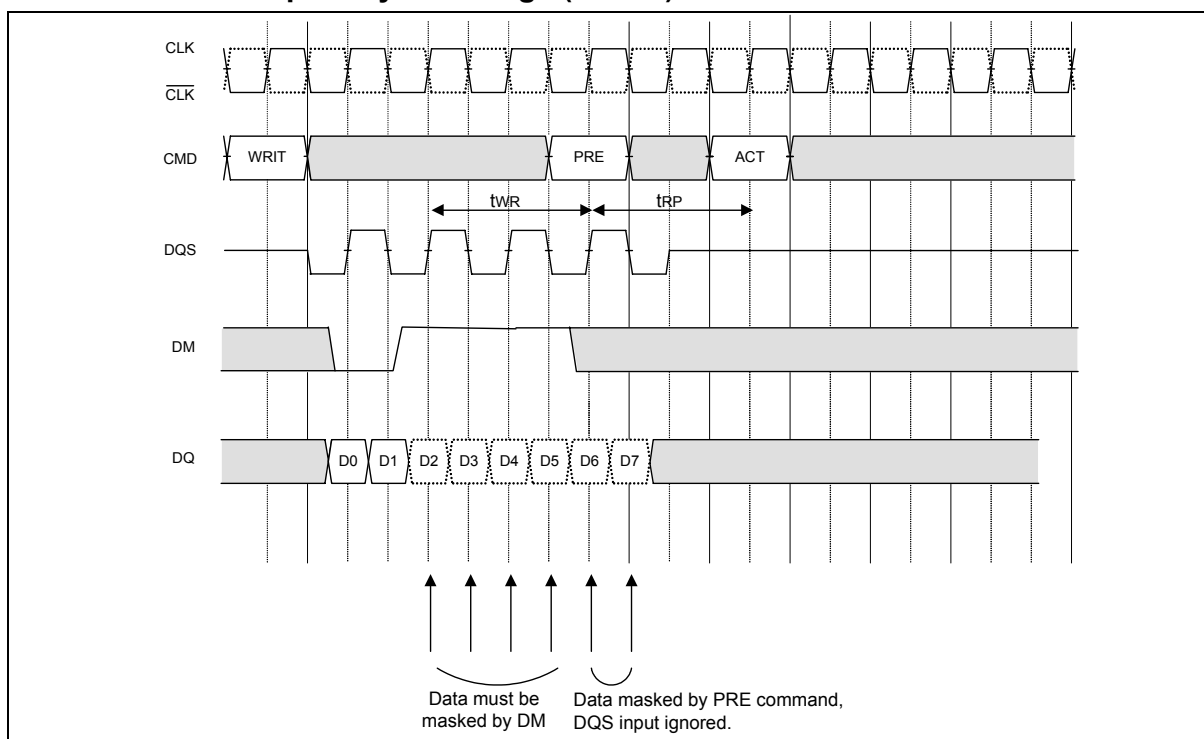 CLK
CLK
CMD WRIT PRE ACT
tWR tRP
DQS
DM
DQ D0 D1 D2 D3 D4 D5 D6 D7
Data must be
masked by DM
Data masked by PRE command,
DQS input ignored.